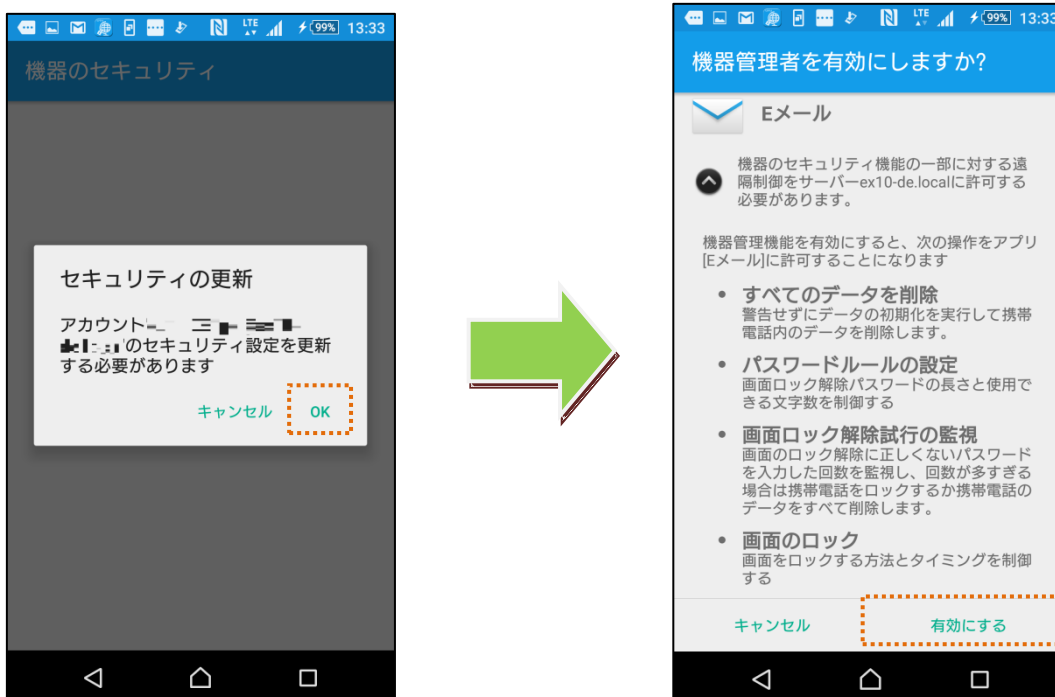 LTE 99% 13:33
機器のセキュリティ
セキュリティの更新
アカウント
のセキュリティ設定を更新
する必要があります
キャンセル OK
LTE 99% 13:33
機器管理者を有効にしますか?
Eメール
機器のセキュリティ機能の一部に対する遠
隔制御をサーバーex10-de.localに許可する
必要があります。
機器管理機能を有効にすると、次の操作をアプリ
[Eメール]に許可することになります
• すべてのデータを削除
警告せずにデータの初期化を実行して携帯
電話内のデータを削除します。
• パスワードルールの設定
画面ロック解除パスワードの長さと使用で
きる文字数を制御する
• 画面ロック解除試行の監視
画面のロック解除に正しくないパスワード
を入力した回数を監視し、回数が多すぎる
場合は携帯電話をロックするか携帯電話の
データをすべて削除します。
• 画面のロック
画面をロックする方法とタイミングを制御
する
キャンセル 有効にする